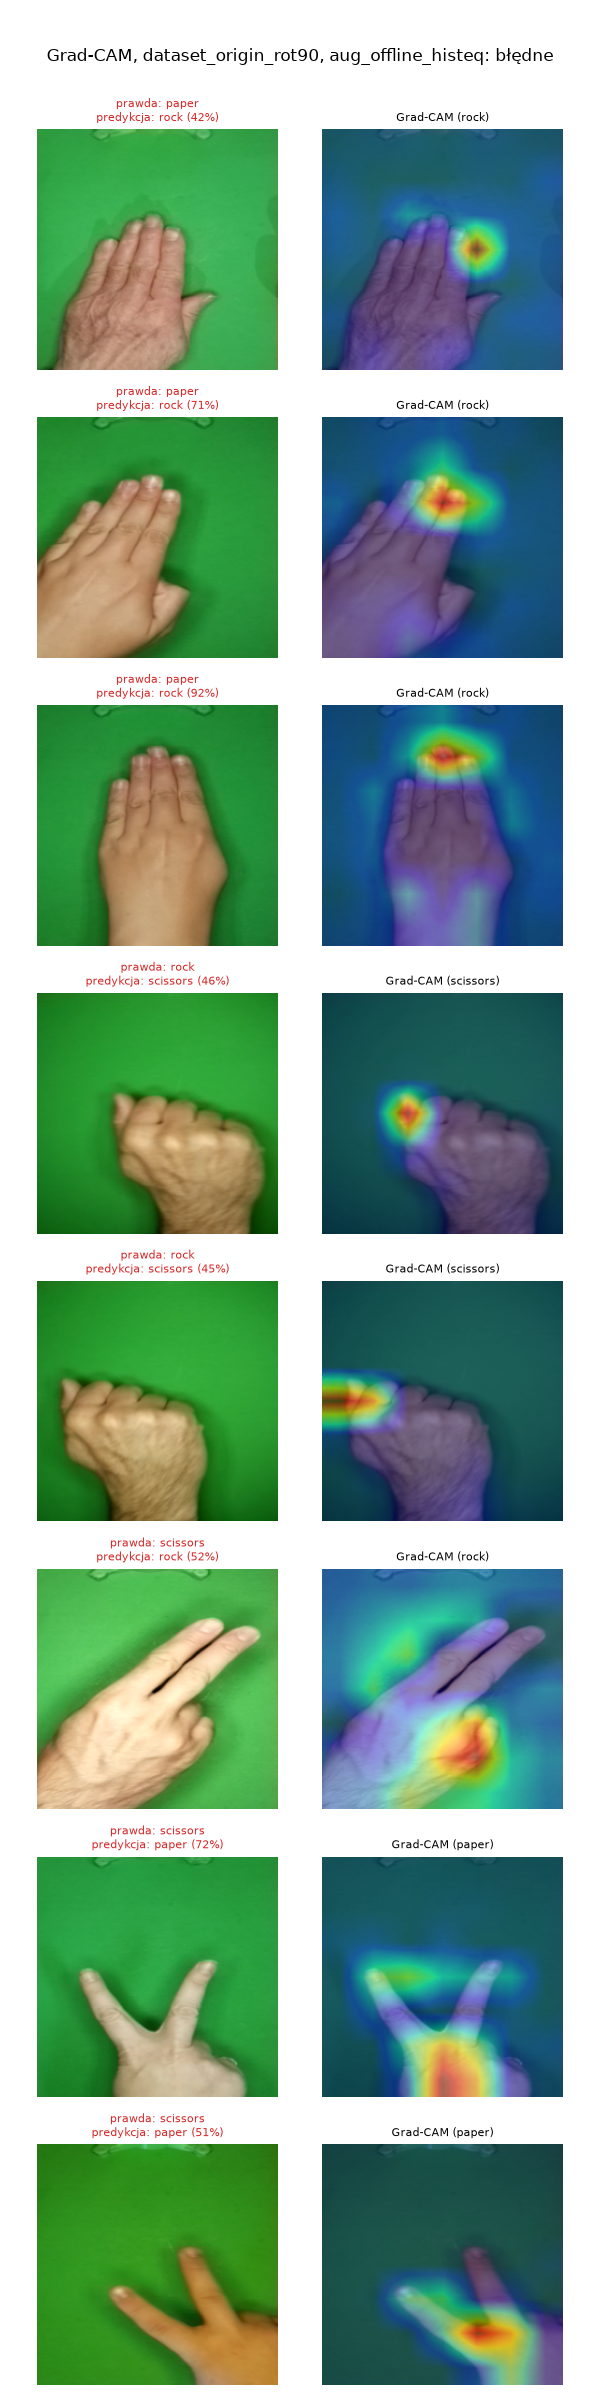 Grad-CAM, dataset_origin_rot90, aug_offline_histeq: błędne
prawda: paper
predykcja: rock (42%)
Grad-CAM (rock)
prawda: paper
predykcja: rock (71%)
Grad-CAM (rock)
prawda: paper
predykcja: rock (92%)
Grad-CAM (rock)
prawda: rock
predykcja: scissors (46%)
Grad-CAM (scissors)
prawda: rock
predykcja: scissors (45%)
Grad-CAM (scissors)
prawda: scissors
predykcja: rock (52%)
Grad-CAM (rock)
prawda: scissors
predykcja: paper (72%)
Grad-CAM (paper)
prawda: scissors
predykcja: paper (51%)
Grad-CAM (paper)